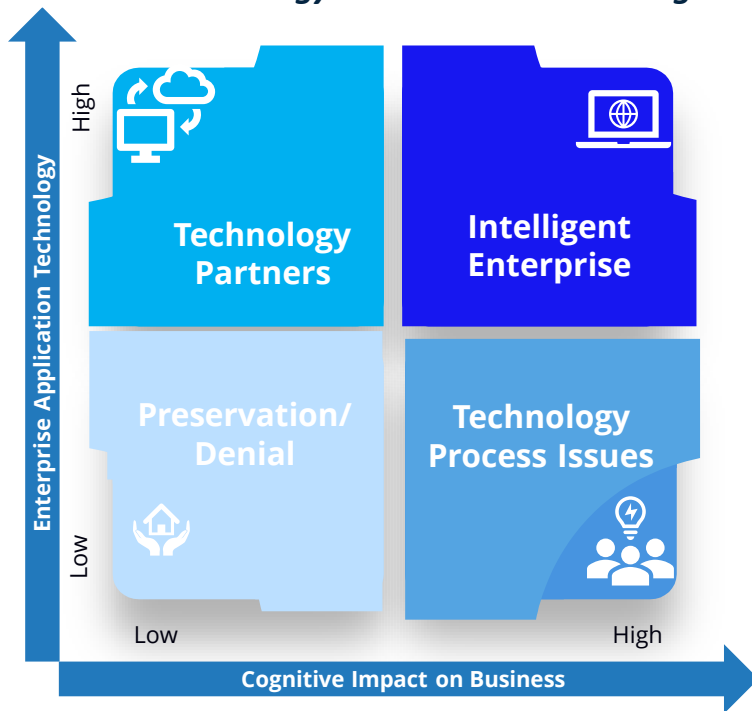 High
Technology
Partners
Intelligent
Enterprise
Enterprise Application Technology
Preservation/
Denial
Technology
Process Issues
Low
Low
High
Cognitive Impact on Business